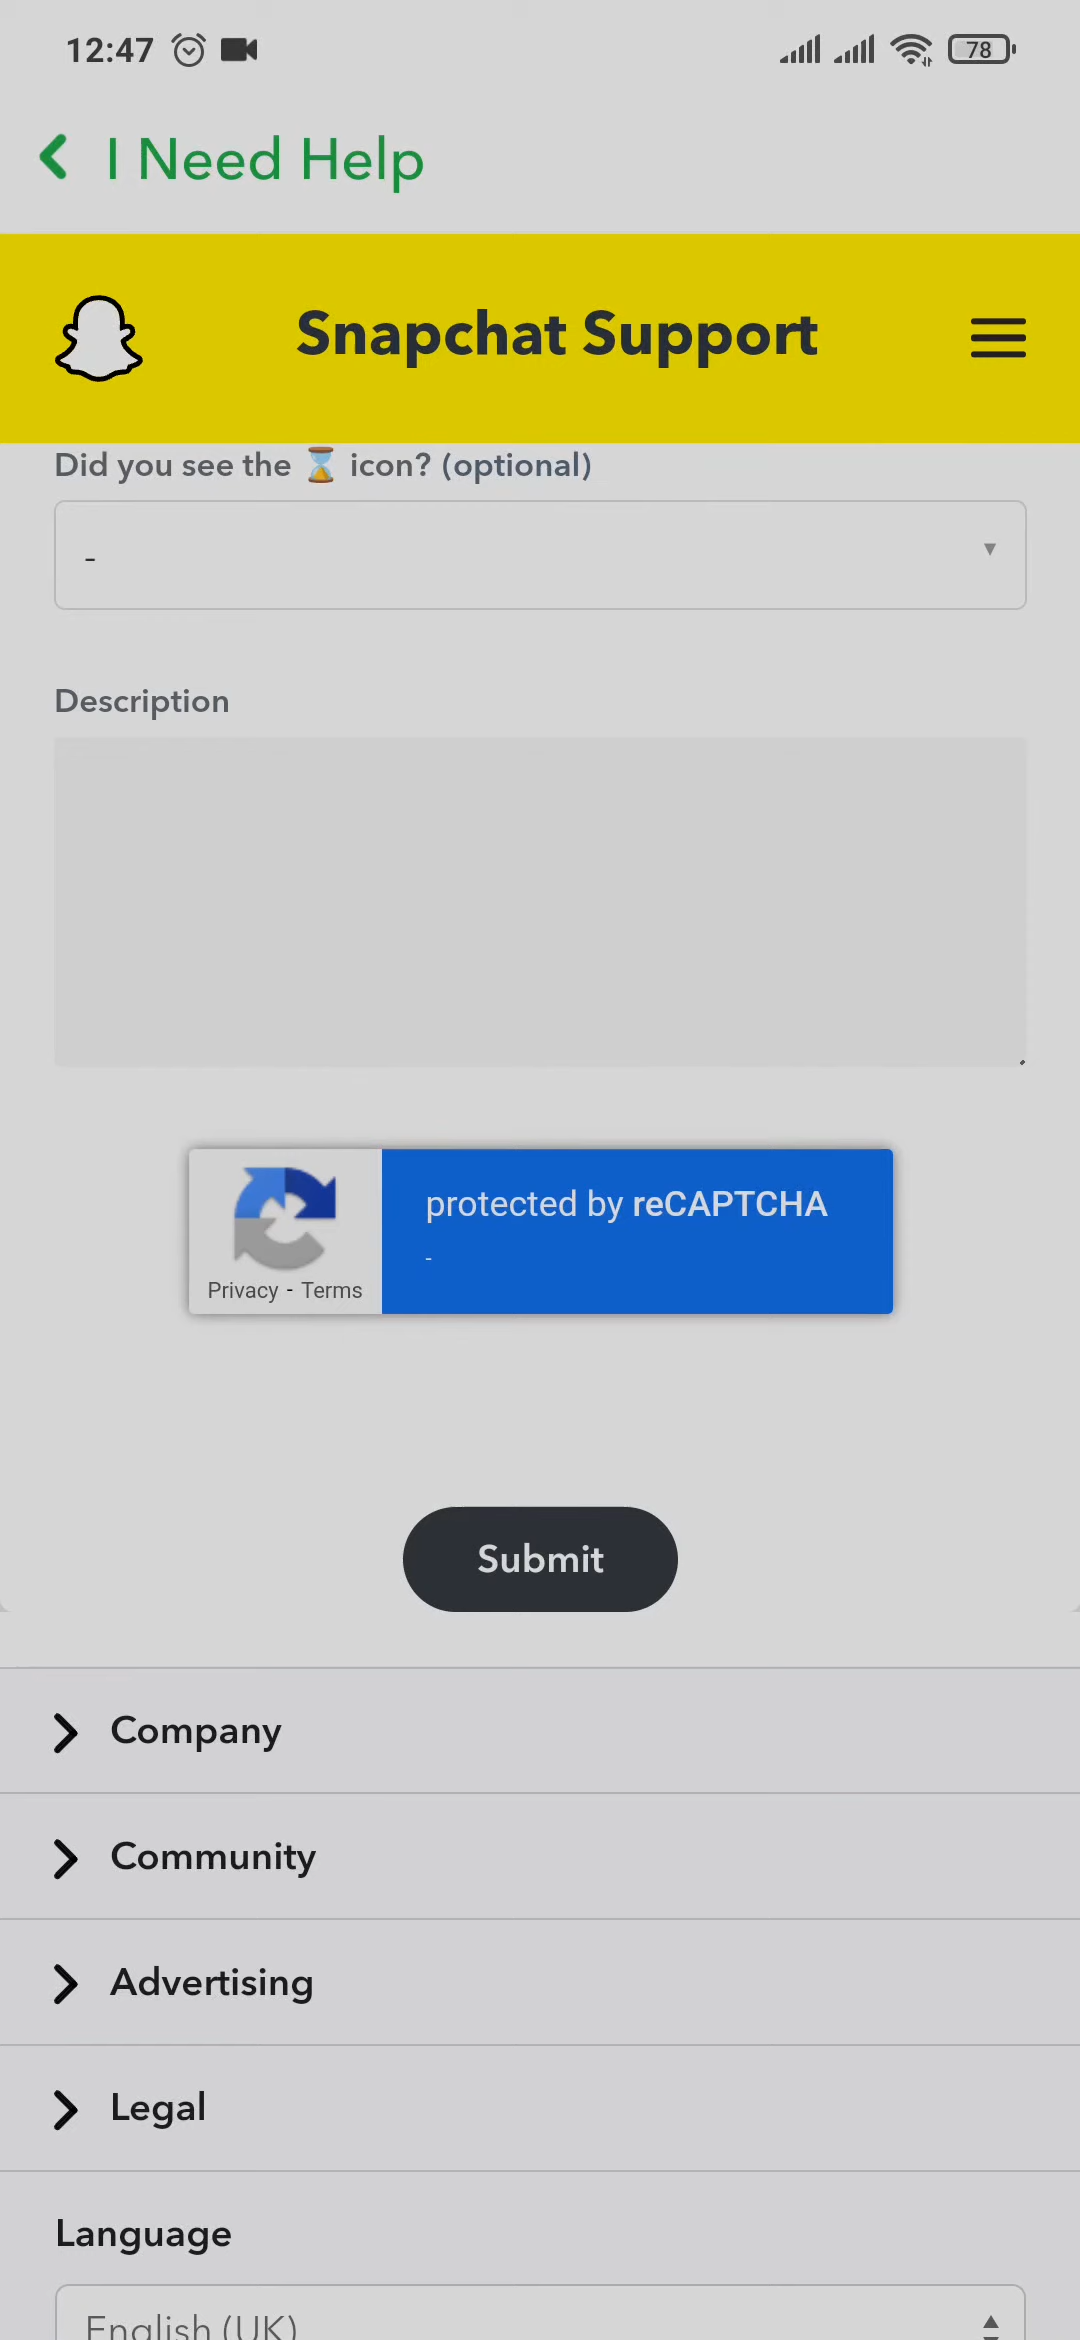 12:47
78
I Need Help
Snapchat Support
Did you see the ⌛ icon? (optional)
-
Description
protected by reCAPTCHA
-
Privacy - Terms
Submit
Company
Community
Advertising
Legal
Language
English (UK)